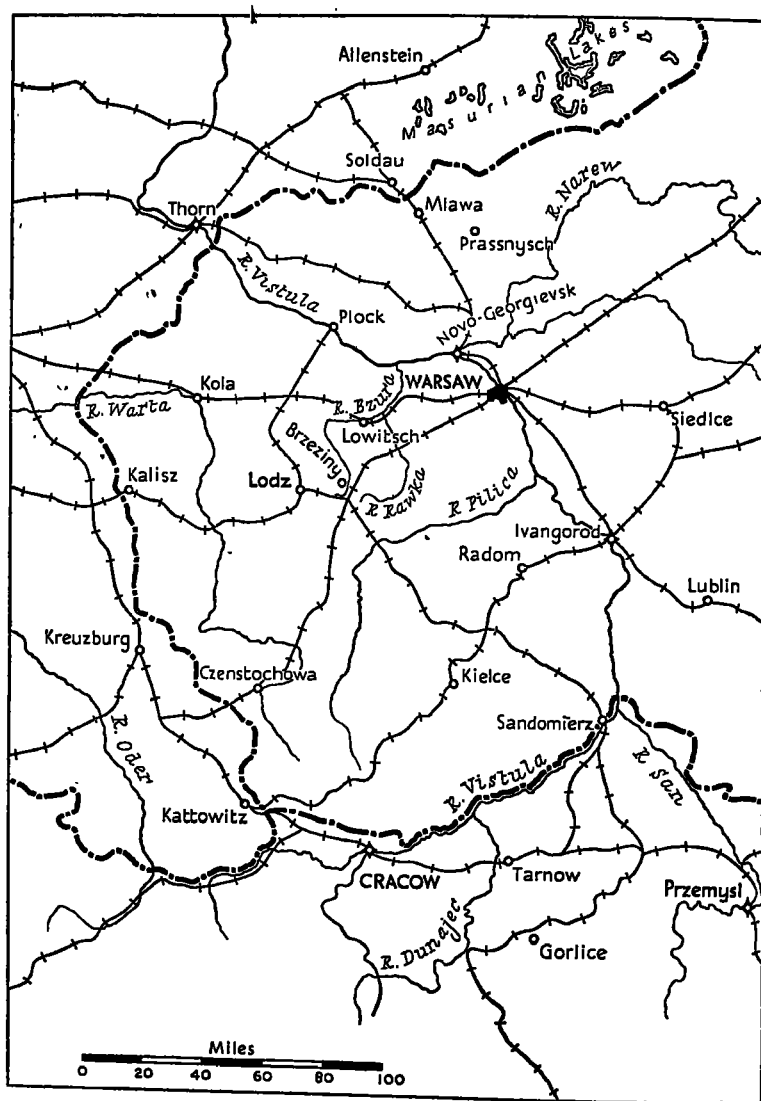 Allenstein
Masurian Lakes
Soldau
Mlawa
R. Narew
Thorn
Prassnysch
R. Vistula
Plock
Novo-Georgievsk
WARSAW
Kola
R. Bzura
R. Warta
Lowitsch
Siedlce
Brzeziny
Kalisz
Lodz
R Rawka
R Pilica
Ivangorod
Radom
Lublin
Kreuzburg
Czenstochowa
Kielce
Sandomierz
R. Oder
R. Vistula
R San
Kattowitz
CRACOW
Tarnow
Przemysl
R. Dunajec
Gorlice
Miles
0 20 40 60 80 100